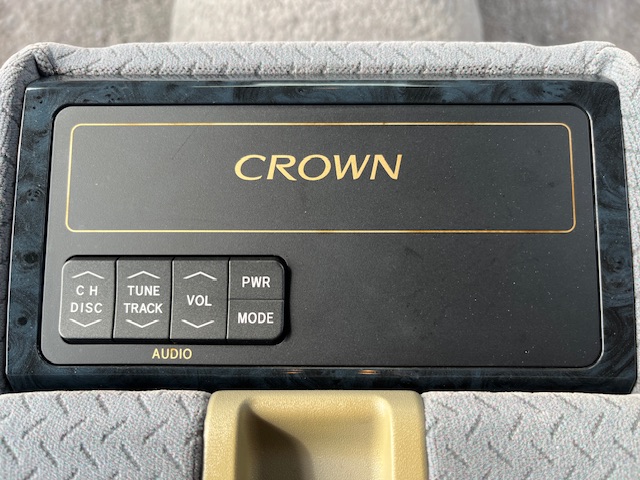 CROWN
CH
DISC
TUNE
TRACK
VOL
PWR
MODE
AUDIO